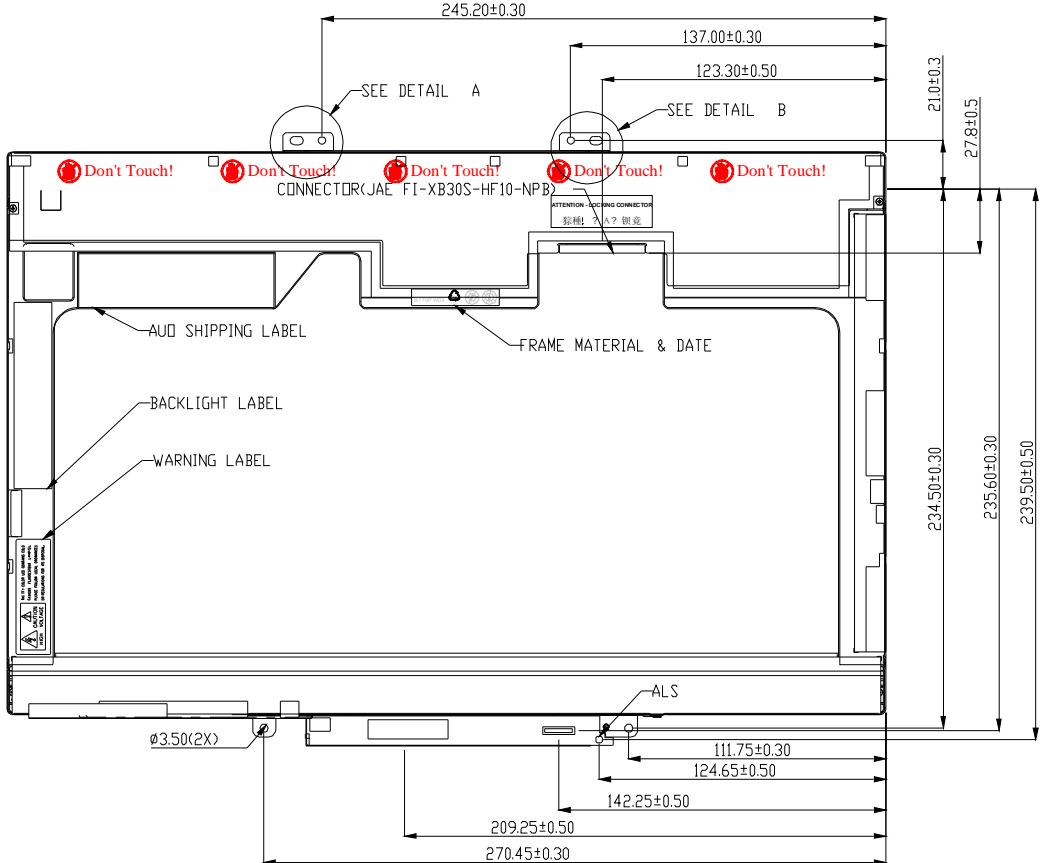 245.20±0.30
137.00±0.30
123.30±0.50
SEE DETAIL A
SEE DETAIL B
21.0±0.3
27.8±0.5
Don't Touch!
Don't Touch!
Don't Touch!
Don't Touch!
Don't Touch!
CONNECTOR(JAE FI-XB30S-HF10-NPB)
ATTENTION - LOCKING CONNECTOR
AUO SHIPPING LABEL
FRAME MATERIAL & DATE
BACKLIGHT LABEL
WARNING LABEL
234.50±0.30
235.60±0.30
239.50±0.50
CAUTION
HIGH VOLTAGE
ALS
Ø3.50(2X)
111.75±0.30
124.65±0.50
142.25±0.50
209.25±0.50
270.45±0.30